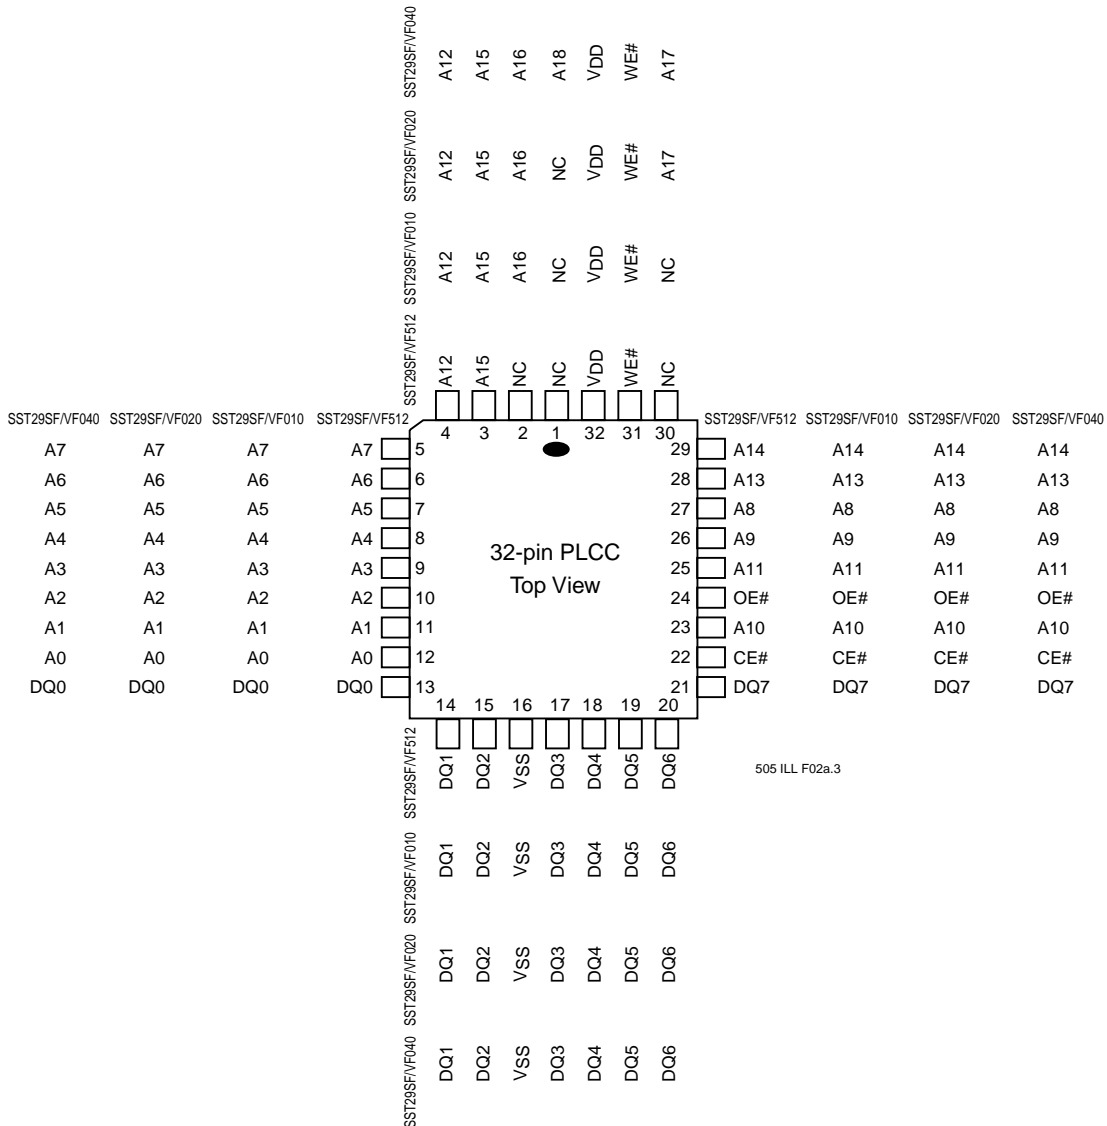 SST29SF/VF040 A12 A15 A16 A18 VDD WE# A17
SST29SF/VF020 A12 A15 A16 NC VDD WE# A17
SST29SF/VF010 A12 A15 A16 NC VDD WE# NC
SST29SF/VF512 A12 A15 NC NC VDD WE# NC
SST29SF/VF040 SST29SF/VF020 SST29SF/VF010 SST29SF/VF512 4 3 2 1 32 31 30 SST29SF/VF512 SST29SF/VF010 SST29SF/VF020 SST29SF/VF040
A7 A7 A7 A7 5 29 A14 A14 A14 A14
A6 A6 A6 A6 6 28 A13 A13 A13 A13
A5 A5 A5 A5 7 27 A8 A8 A8 A8
A4 A4 A4 A4 8 26 A9 A9 A9 A9
32-pin PLCC
A3 A3 A3 A3 9 25 A11 A11 A11 A11
Top View
A2 A2 A2 A2 10 24 OE# OE# OE# OE#
A1 A1 A1 A1 11 23 A10 A10 A10 A10
A0 A0 A0 A0 12 22 CE# CE# CE# CE#
DQ0 DQ0 DQ0 DQ0 13 21 DQ7 DQ7 DQ7 DQ7
14 15 16 17 18 19 20
SST29SF/VF512 DQ1 DQ2 VSS DQ3 DQ4 DQ5 DQ6
505 ILL F02a.3
SST29SF/VF010 DQ1 DQ2 VSS DQ3 DQ4 DQ5 DQ6
SST29SF/VF020 DQ1 DQ2 VSS DQ3 DQ4 DQ5 DQ6
SST29SF/VF040 DQ1 DQ2 VSS DQ3 DQ4 DQ5 DQ6